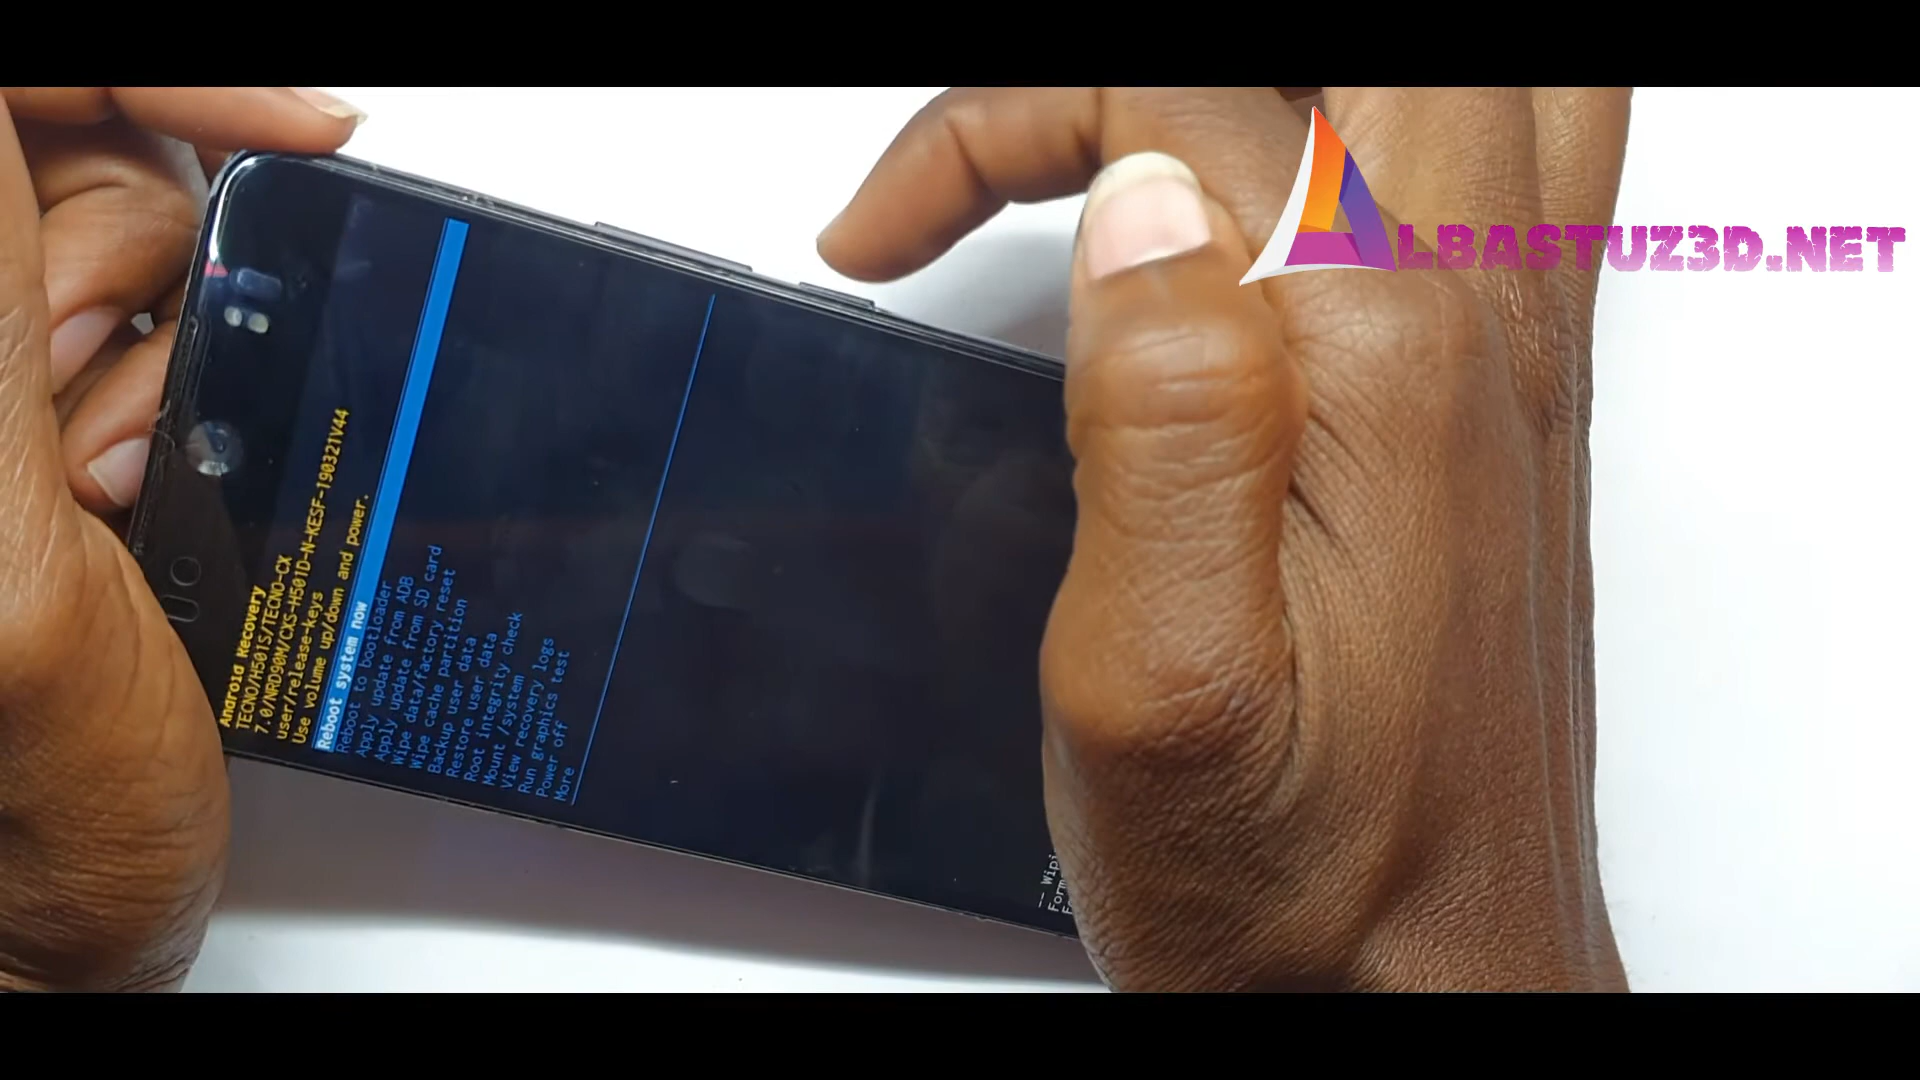 ALBASTUZ3D.NET
Android Recovery
TECNO/H501S/TECNO-CX
7.0/NRD90M/CXS-H501D-N-KESF-190321V44
user/release-keys
Use volume up/down and power.
Reboot system now
Reboot to bootloader
Apply update from ADB
Apply update from SD card
Wipe data/factory reset
Wipe cache partition
Backup user data
Restore user data
Root integrity check
Mount /system
View recovery logs
Run graphics test
Power off
More
-- Wipi
Form